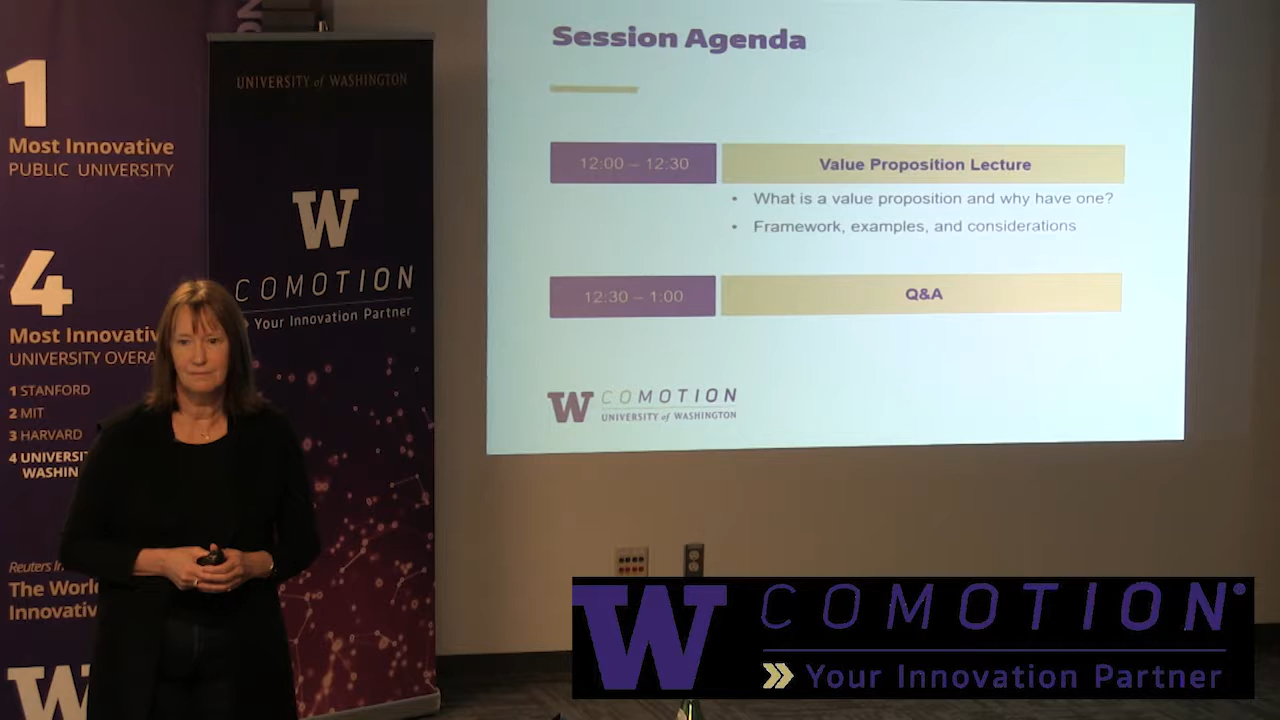 1
Most Innovative
PUBLIC UNIVERSITY
4
Most Innovativ
UNIVERSITY OVERA
1 STANFORD
2 MIT
3 HARVARD
4 UNIVERSIT
WASHIN
Reuters
The World
Innovative
W
UNIVERSITY of WASHINGTON
W
COMOTION
Your Innovation Partner
Session Agenda
12:00 – 12:30
Value Proposition Lecture
• What is a value proposition and why have one?
• Framework, examples, and considerations
12:30 – 1:00
Q&A
W COMOTION
UNIVERSITY of WASHINGTON
W COMOTION®
Your Innovation Partner